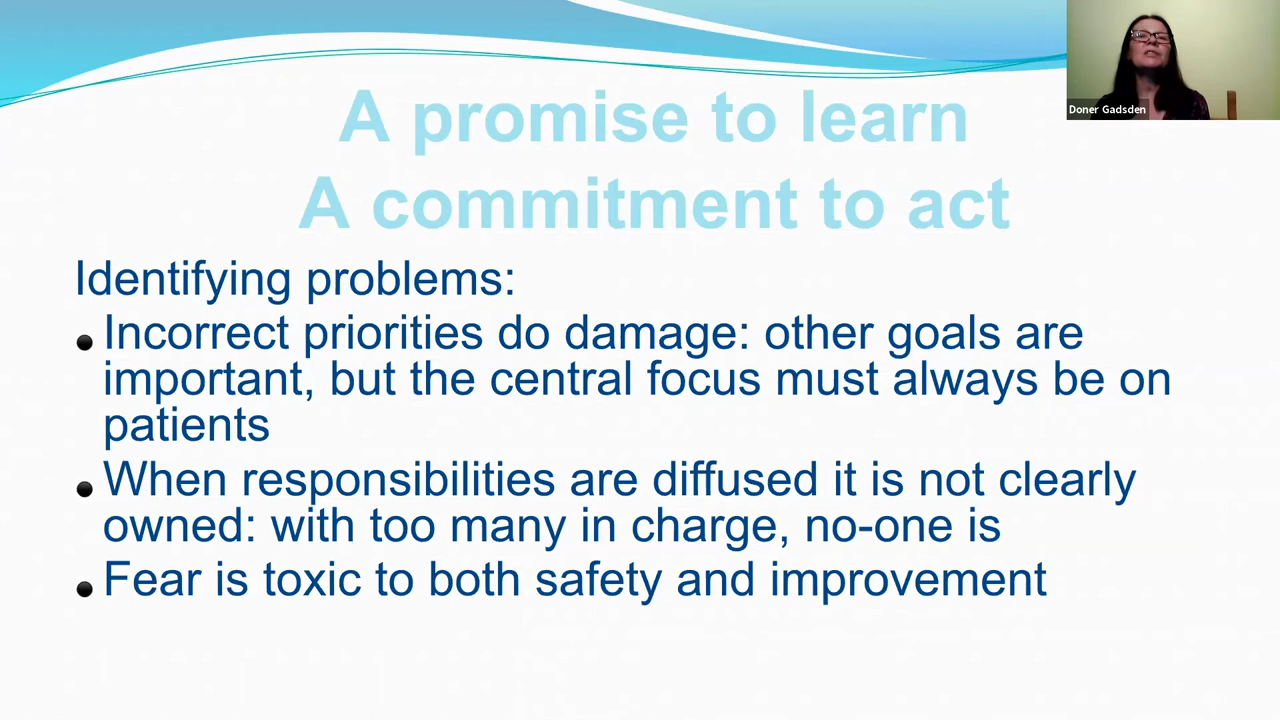 A promise to learn
A commitment to act
Doner Gadsden
Identifying problems:
Incorrect priorities do damage: other goals are
important, but the central focus must always be on
patients
When responsibilities are diffused it is not clearly
owned: with too many in charge, no-one is
Fear is toxic to both safety and improvement